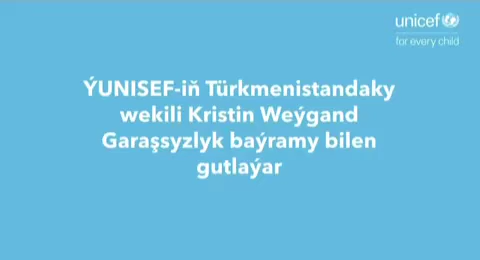 unicef
for every child
ÝUNISEF-iň Türkmenistandaky
wekili Kristin Weýgand
Garaşsyzlyk baýramy bilen
gutlaýar